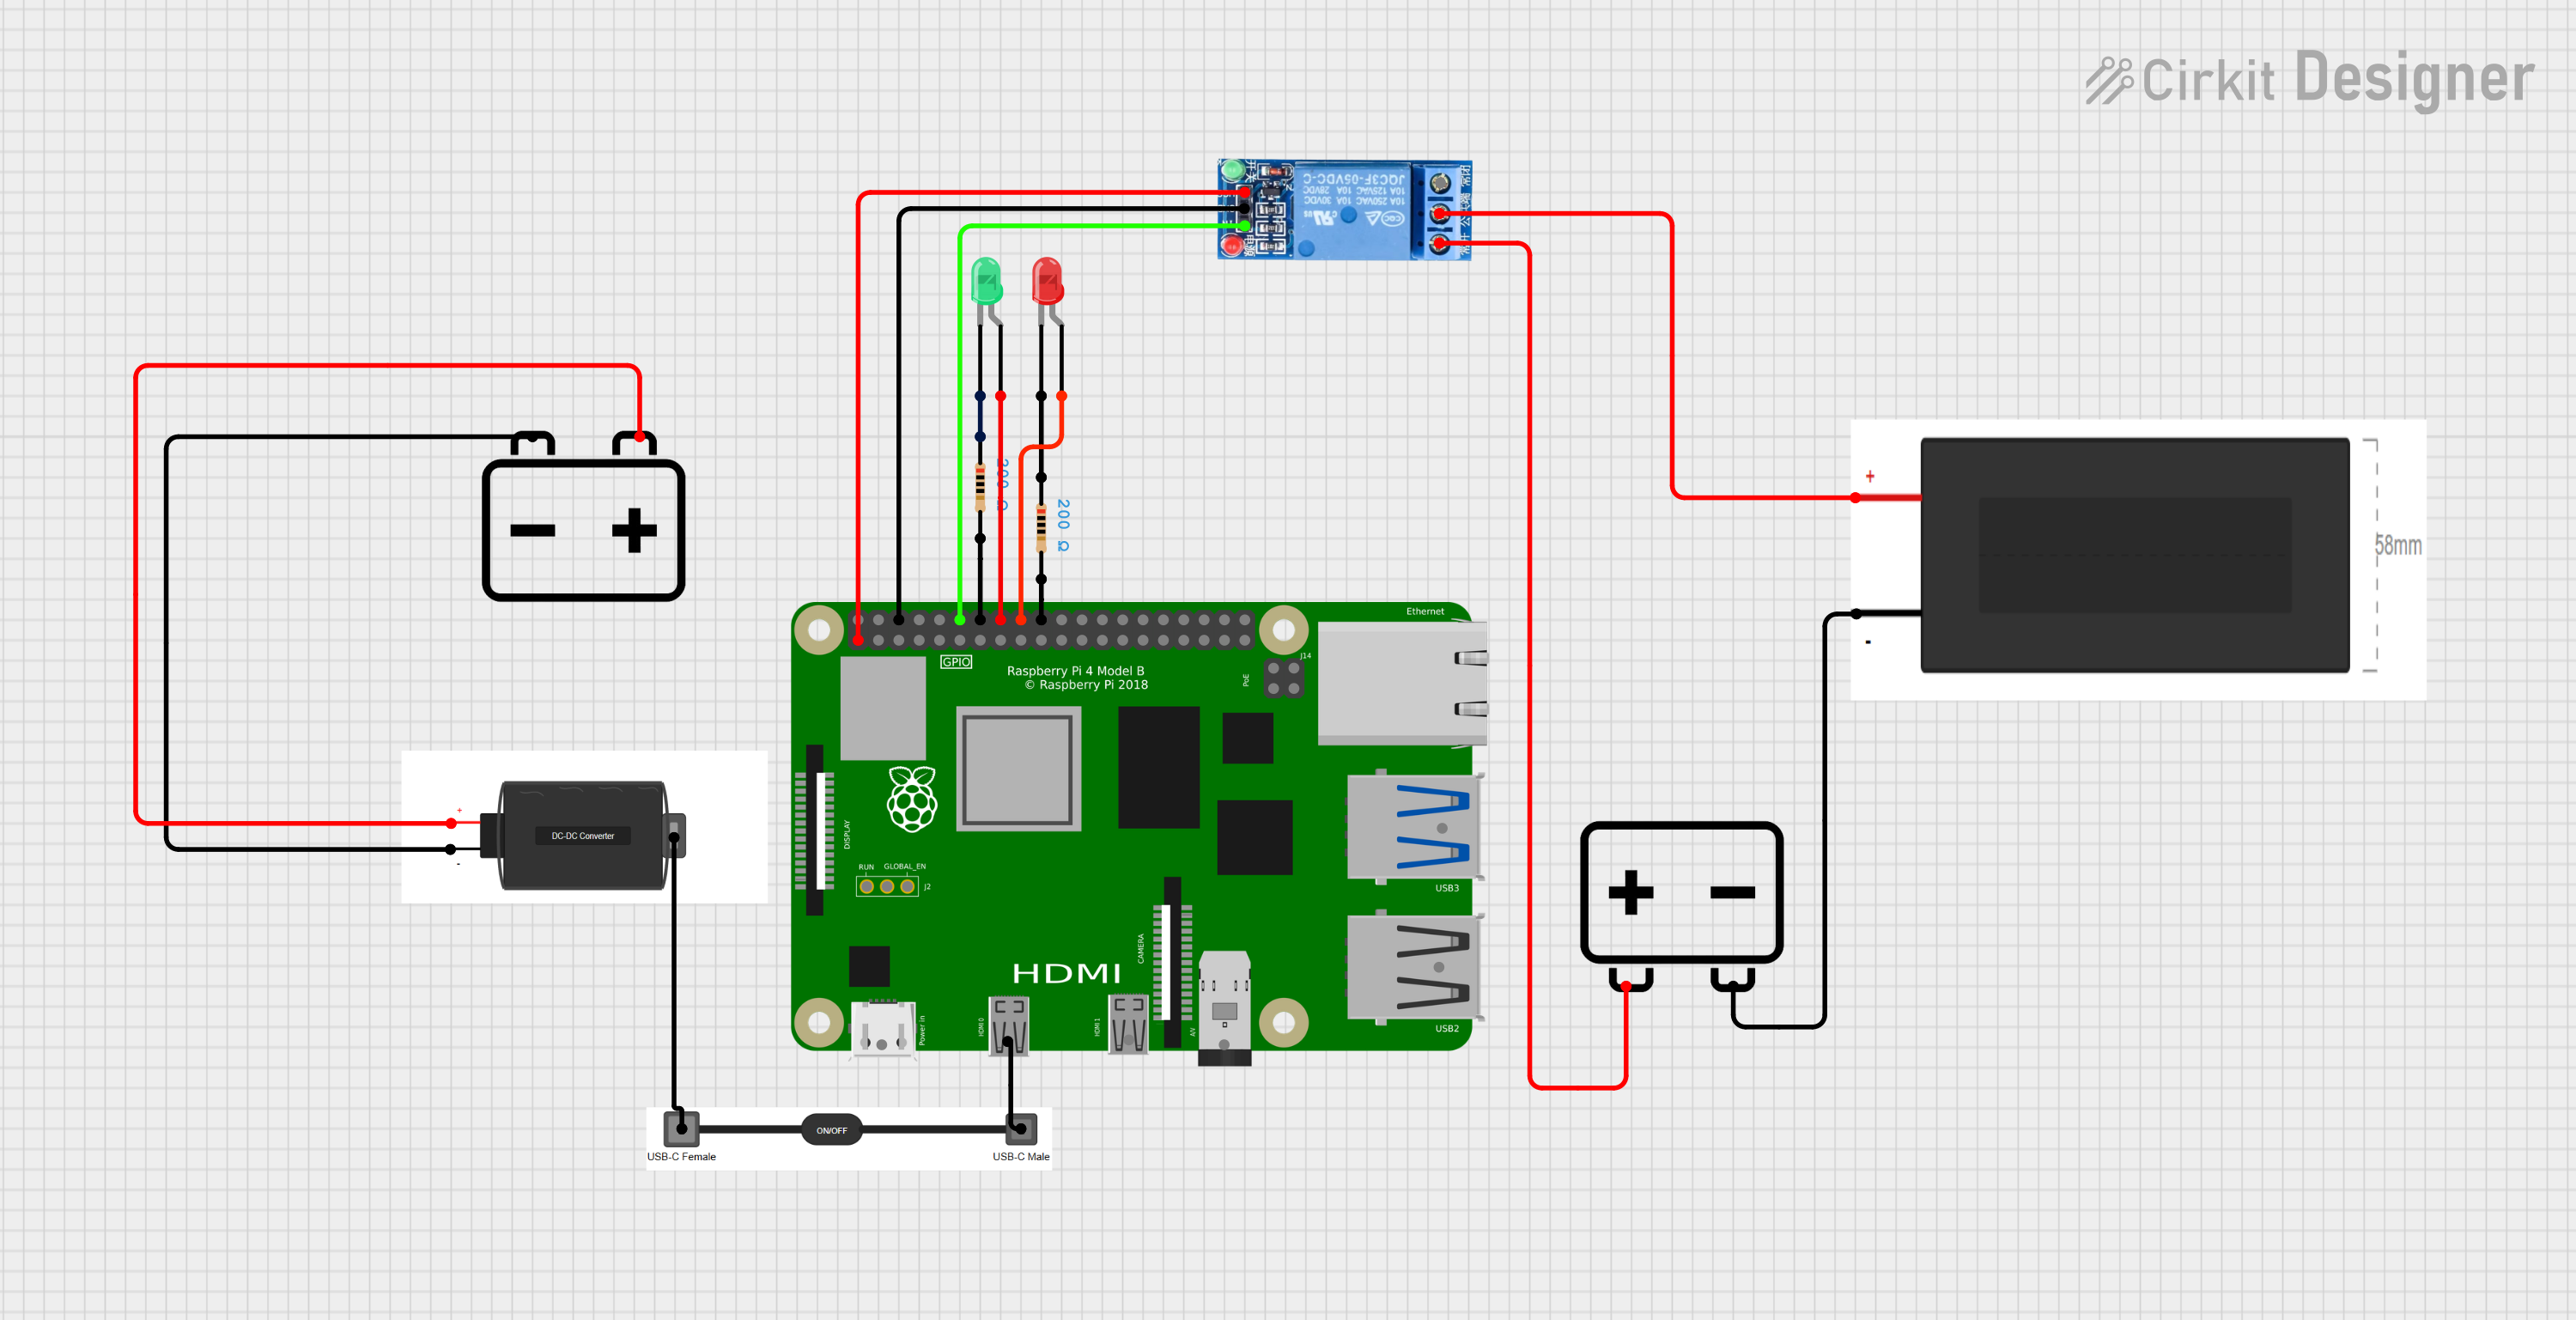 Cirkit Designer
JQC3F-05VDC-C
10A 250VAC 10A 30VDC
10A 125VAC 10A 28VDC
200 Ω
200 Ω
+
-
58mm
Ethernet
GPIO
Raspberry Pi 4 Model B
© Raspberry Pi 2018
J14
PoE
DISPLAY
RUN
GLOBAL_EN
J2
USB3
CAMERA
HDMI
USB2
Power in
HDMI 0
HDMI 1
A/V
+
DC-DC Converter
-
ON/OFF
USB-C Female
USB-C Male